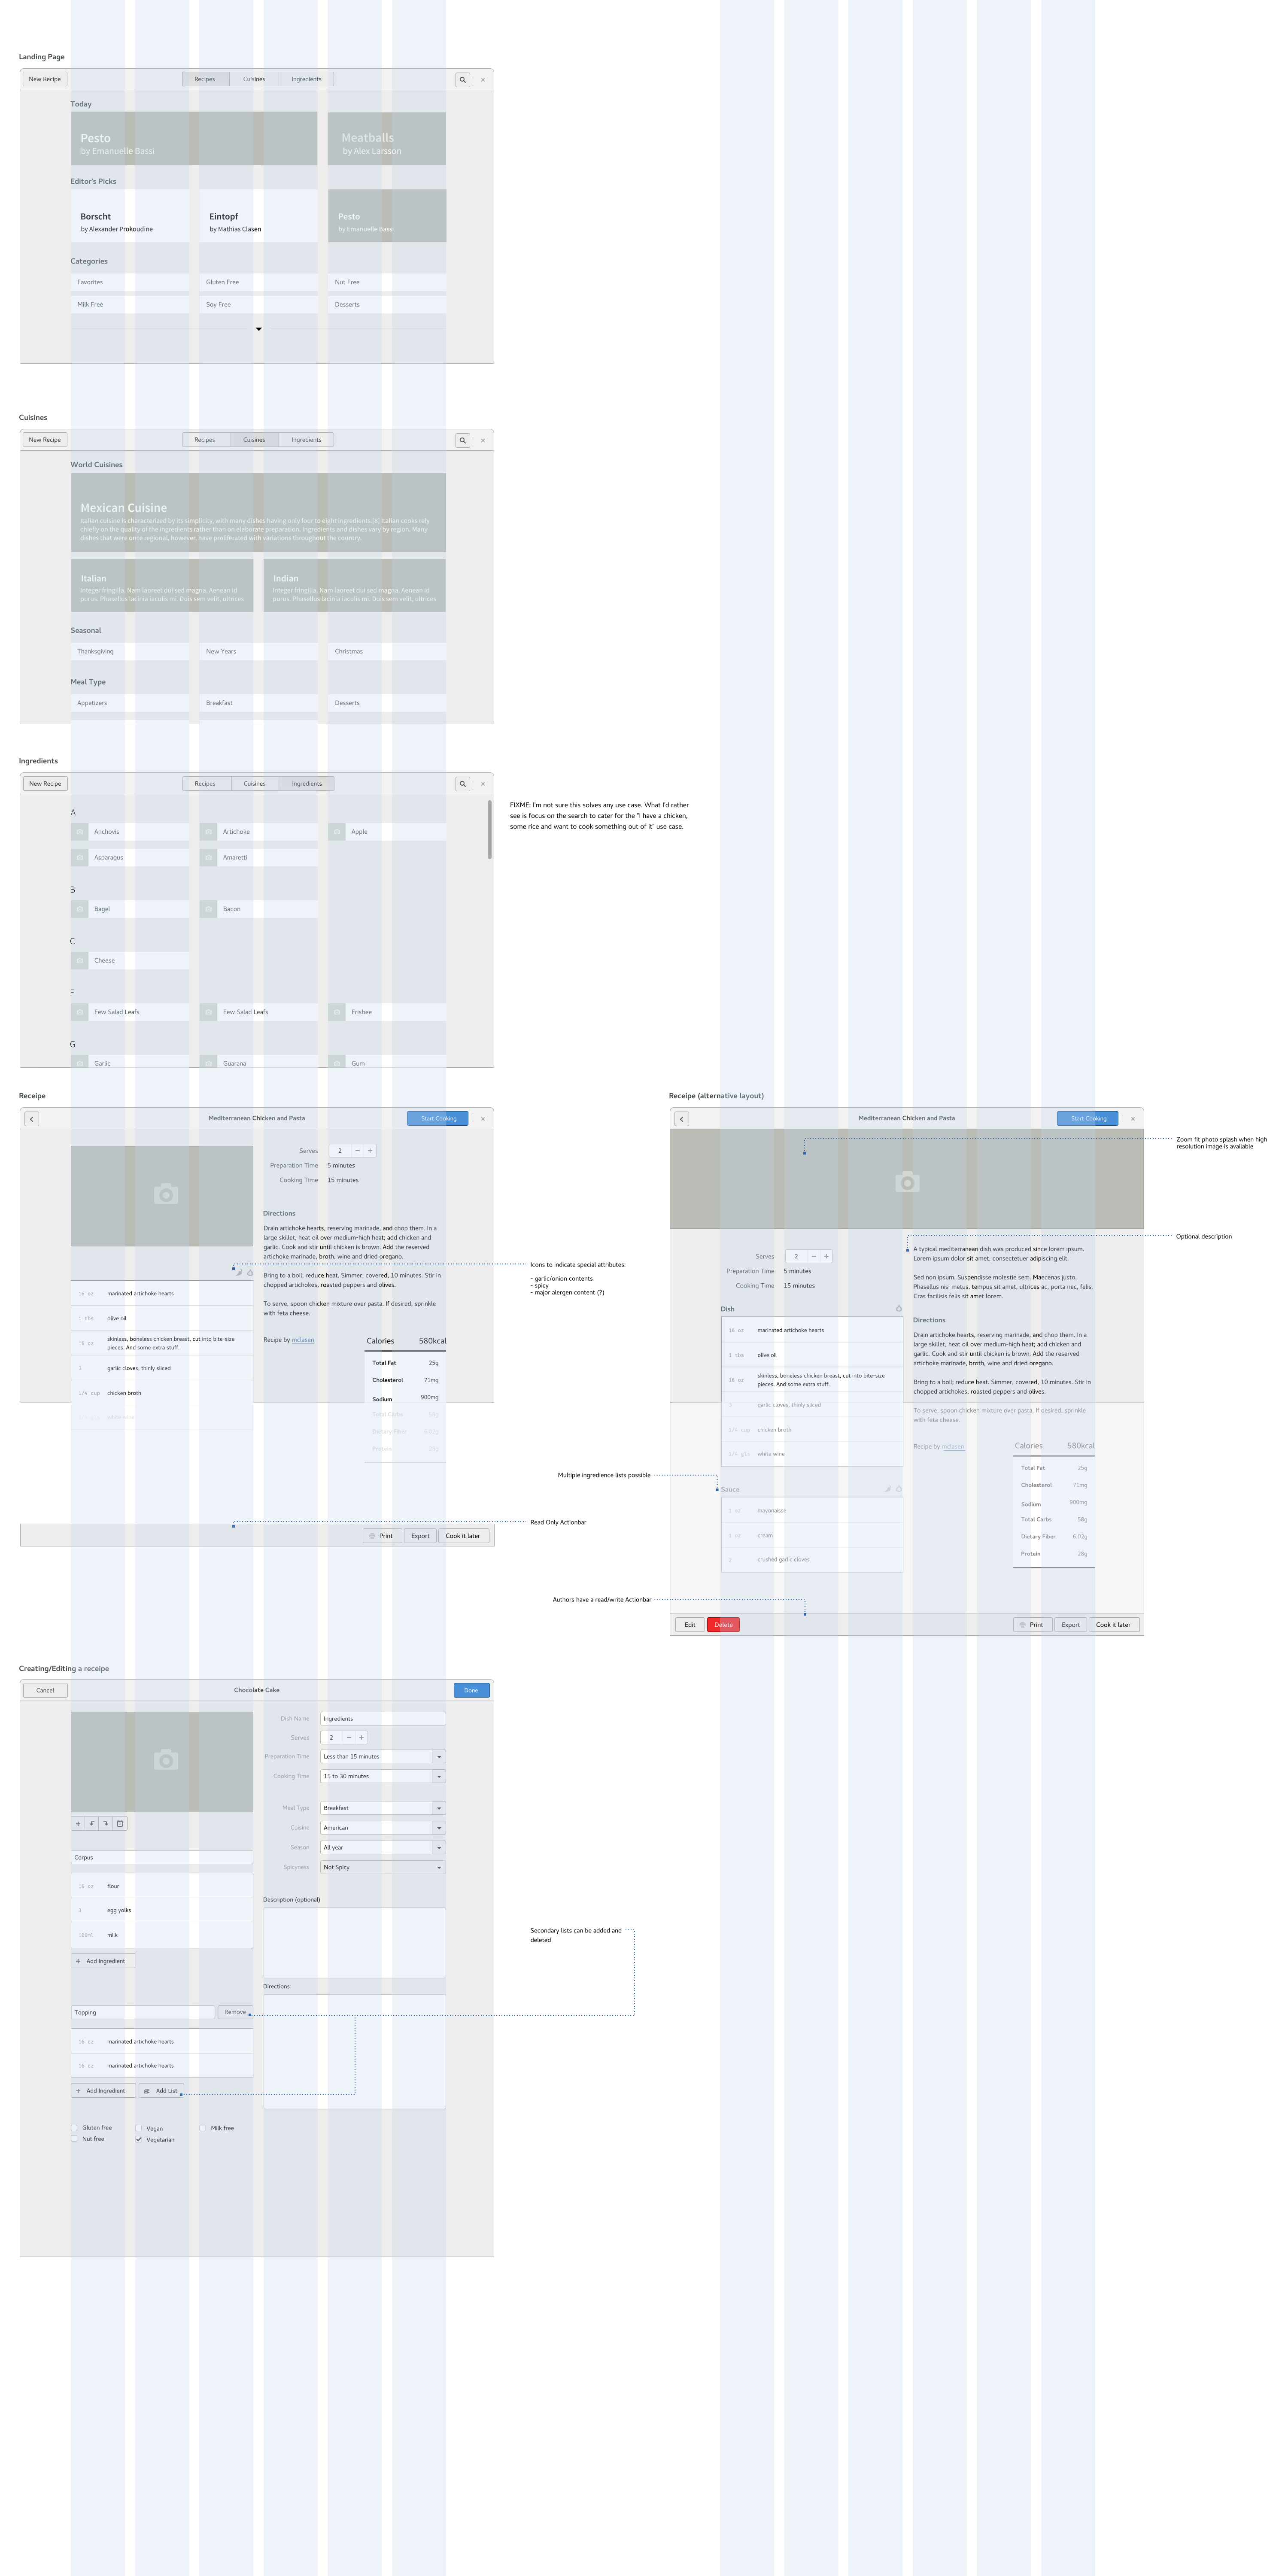 Landing Page
New Recipe
Recipes
Cuisines
Ingredients
×
Today
Pesto
by Emanuelle Bassi
Meatballs
by Alex Larsson
Editor's Picks
Borscht
by Alexander Prokoudine
Eintopf
by Mathias Clasen
Pesto
by Emanuelle Bassi
Categories
Favorites
Gluten Free
Nut Free
Milk Free
Soy Free
Desserts
Cuisines
New Recipe
Recipes
Cuisines
Ingredients
×
World Cuisines
Mexican Cuisine
Italian cuisine is characterized by its simplicity, with many dishes having only four to eight ingredients.[8] Italian cooks rely
chiefly on the quality of the ingredients rather than on elaborate preparation. Ingredients and dishes vary by region. Many
dishes that were once regional, however, have proliferated with variations throughout the country.
Italian
Integer fringilla. Nam laoreet dui sed magna. Aenean id
purus. Phasellus lacinia iaculis mi. Duis sem velit, ultrices
Indian
Integer fringilla. Nam laoreet dui sed magna. Aenean id
purus. Phasellus lacinia iaculis mi. Duis sem velit, ultrices
Seasonal
Thanksgiving
New Years
Christmas
Meal Type
Appetizers
Breakfast
Desserts
Ingredients
New Recipe
Recipes
Cuisines
Ingredients
×
A
Anchovis
Artichoke
Apple
Asparagus
Amaretti
B
Bagel
Bacon
C
Cheese
F
Few Salad Leafs
Few Salad Leafs
Frisbee
G
Garlic
Guarana
Gum
FIXME: I'm not sure this solves any use case. What I'd rather
see is focus on the search to cater for the "I have a chicken,
some rice and want to cook something out of it" use case.
Receipe
Mediterranean Chicken and Pasta
Start Cooking
×
Serves
2
− +
Preparation Time
5 minutes
Cooking Time
15 minutes
Directions
Drain artichoke hearts, reserving marinade, and chop them. In a
large skillet, heat oil over medium-high heat; add chicken and
garlic. Cook and stir until chicken is brown. Add the reserved
artichoke marinade, broth, wine and dried oregano.
Bring to a boil; reduce heat. Simmer, covered, 10 minutes. Stir in
chopped artichokes, roasted peppers and olives.
To serve, spoon chicken mixture over pasta. If desired, sprinkle
with feta cheese.
16 oz
marinated artichoke hearts
1 tbs
olive oil
16 oz
skinless, boneless chicken breast, cut into bite-size
pieces. And some extra stuff.
3
garlic cloves, thinly sliced
1/4 cup
chicken broth
white wine
Recipe by mclasen
Calories 580kcal
Total Fat 25g
Cholesterol 71mg
Sodium 900mg
Total Carbs 58g
Dietary Fiber 6.02g
Protein 28g
Icons to indicate special attributes:
- garlic/onion contents
- spicy
- major alergen content (?)
Read Only Actionbar
Print
Export
Cook it later
Receipe (alternative layout)
Mediterranean Chicken and Pasta
Start Cooking
×
Zoom fit photo splash when high
resolution image is available
Optional description
Serves
2
− +
Preparation Time
5 minutes
Cooking Time
15 minutes
A typical mediterranean dish was produced since lorem ipsum.
Lorem ipsum dolor sit amet, consectetuer adipiscing elit.
Sed non ipsum. Suspendisse molestie sem. Maecenas justo.
Phasellus nisi metus, tempus sit amet, ultrices ac, porta nec, felis.
Cras facilisis felis sit amet lorem.
Directions
Drain artichoke hearts, reserving marinade, and chop them. In a
large skillet, heat oil over medium-high heat; add chicken and
garlic. Cook and stir until chicken is brown. Add the reserved
artichoke marinade, broth, wine and dried oregano.
Bring to a boil; reduce heat. Simmer, covered, 10 minutes. Stir in
chopped artichokes, roasted peppers and olives.
To serve, spoon chicken mixture over pasta. If desired, sprinkle
with feta cheese.
Dish
16 oz
marinated artichoke hearts
1 tbs
olive oil
16 oz
skinless, boneless chicken breast, cut into bite-size
pieces. And some extra stuff.
3
garlic cloves, thinly sliced
1/4 cup
chicken broth
1/4 gls
white wine
Recipe by mclasen
Calories 580kcal
Total Fat 25g
Cholesterol 71mg
Sodium 900mg
Total Carbs 58g
Dietary Fiber 6.02g
Protein 28g
Multiple ingredience lists possible
Sauce
mayonaisse
cream
crushed garlic cloves
Authors have a read/write Actionbar
Edit
Delete
Print
Export
Cook it later
Creating/Editing a receipe
Cancel
Chocolate Cake
Done
Dish Name
Ingredients
Serves
2
− +
Preparation Time
Less than 15 minutes
Cooking Time
15 to 30 minutes
Meal Type
Breakfast
Cuisine
American
Season
All year
Spicyness
Not Spicy
Corpus
16 oz
flour
3
egg yolks
100ml
milk
+ Add Ingredient
Description (optional)
Directions
Secondary lists can be added and
deleted
Topping
Remove
16 oz
marinated artichoke hearts
16 oz
marinated artichoke hearts
+ Add Ingredient
Add List
Gluten free
Vegan
Milk free
Nut free
Vegetarian